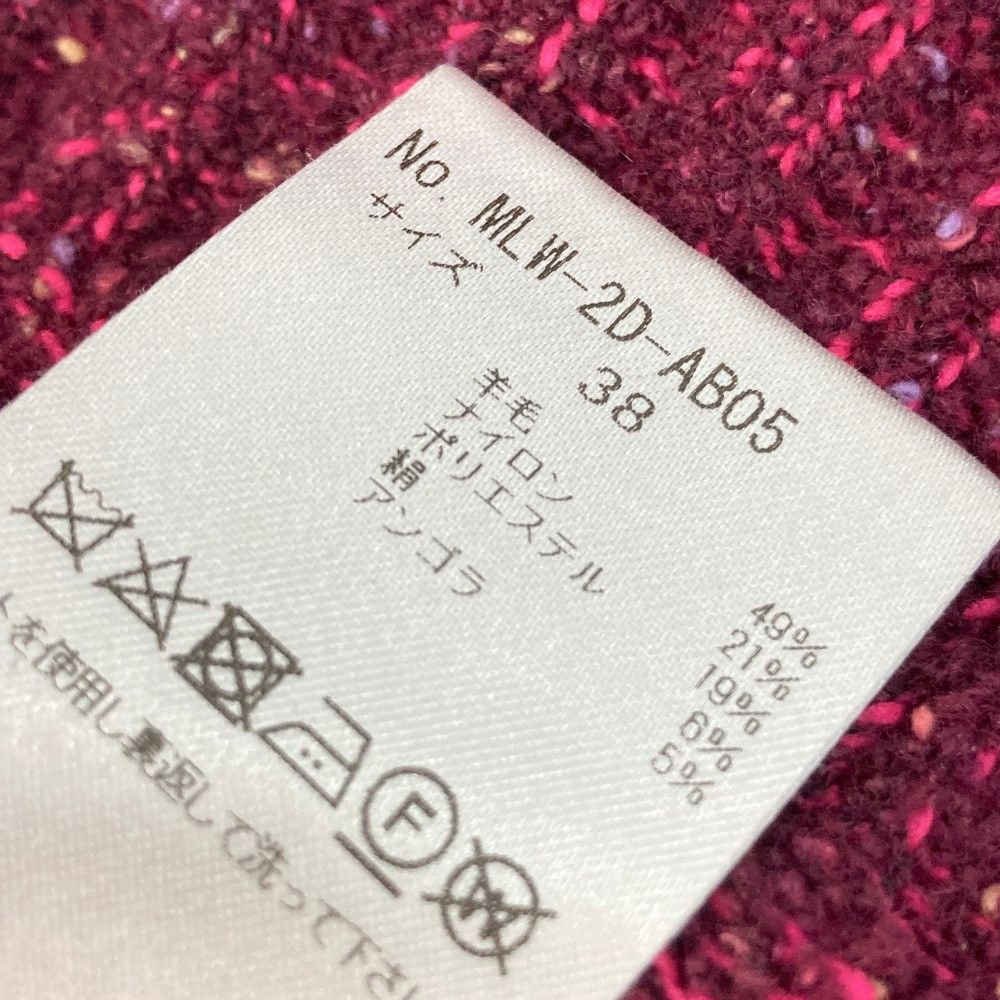 No. MLW-2D-AB05
サイズ 38
羊毛 49%
ナイロン 21%
ポリエステル 19%
絹 6%
アンゴラ 5%
F
W
トを使用し裏返して洗って下さ